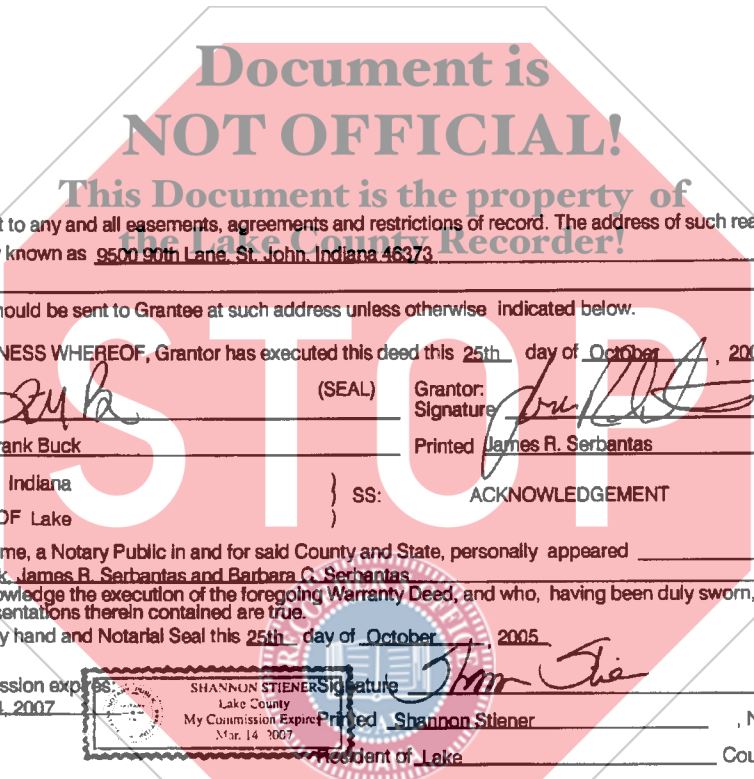 Document is
NOT OFFICIAL!
This Document is the property of
the Lake County Recorder!
STOP
t to any and all easements, agreements and restrictions of record. The address of such rea
known as 9500 90th Lane, St. John, Indiana 46373
ould be sent to Grantee at such address unless otherwise indicated below.
NESS WHEREOF, Grantor has executed this deed this 25th day of October , 200
(SEAL) Grantor:
Signature
rank Buck Printed James R. Serbantas
Indiana } SS: ACKNOWLEDGEMENT
OF Lake )
me, a Notary Public in and for said County and State, personally appeared
k, James R. Serbantas and Barbara C. Serbantas
owledge the execution of the foregoing Warranty Deed, and who, having been duly sworn,
sentations therein contained are true.
y hand and Notarial Seal this 25th day of October , 2005
ssion expires: Signature
4, 2007 Printed Shannon Stiener , N
SHANNON STIENER
Lake County
My Commission Expires
Mar. 14 2007
Resident of Lake Cou